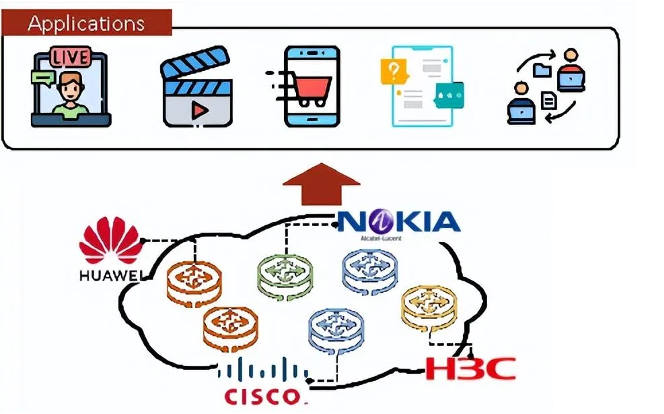 Applications
LIVE
?
NOKIA
Alcatel-Lucent
HUAWEI
H3C
CISCO